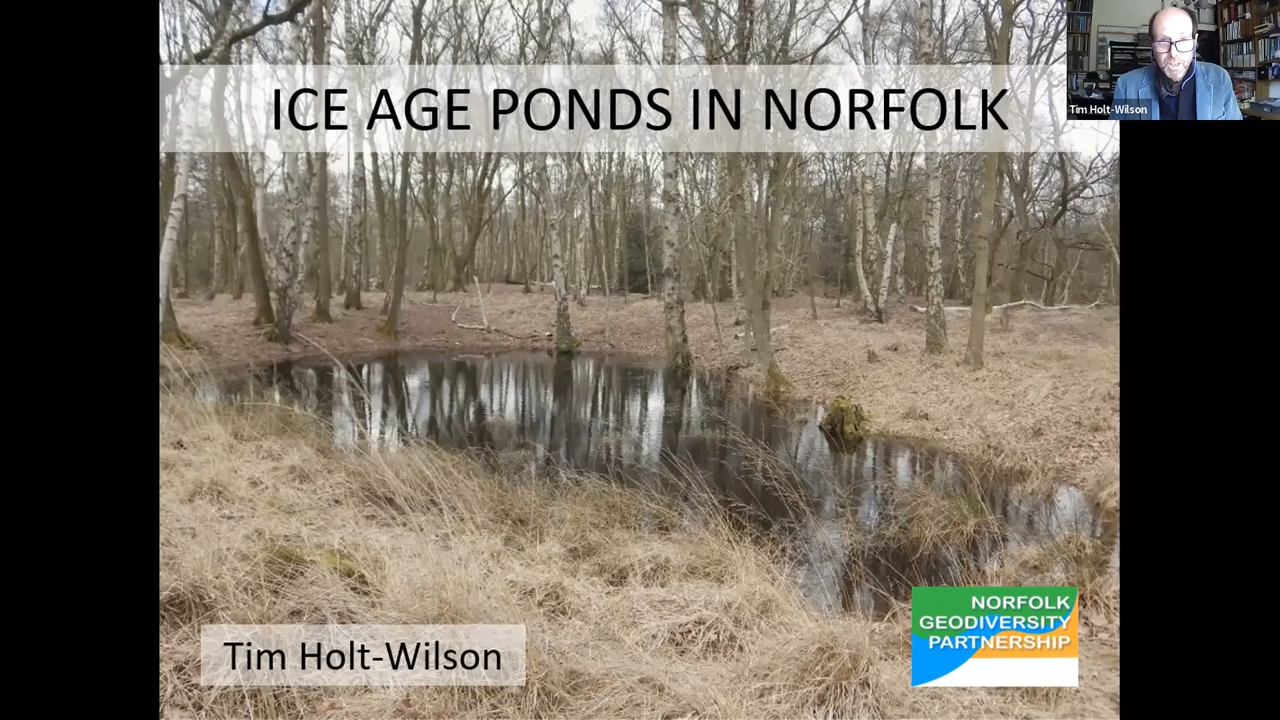 ICE AGE PONDS IN NORFOLK
Tim Holt-Wilson
Tim Holt-Wilson
NORFOLK
GEODIVERSITY
PARTNERSHIP